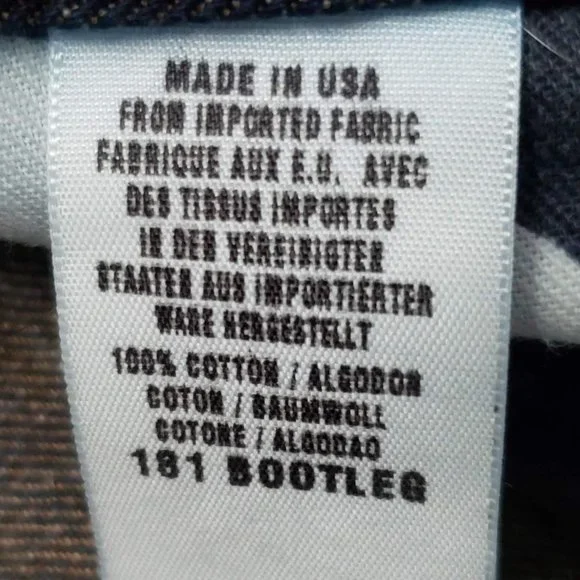 MADE IN USA
FROM IMPORTED FABRIC
FABRIQUE AUX E.U. AVEC
DES TISSUS IMPORTES
IN DEN VEREINIGTEN
STAATEN AUS IMPORTIERTER
WARE HERGESTELLT
100% COTTON / ALGODON
COTON / BAUMWOLL
COTONE / ALGODAO
181 BOOTLEG